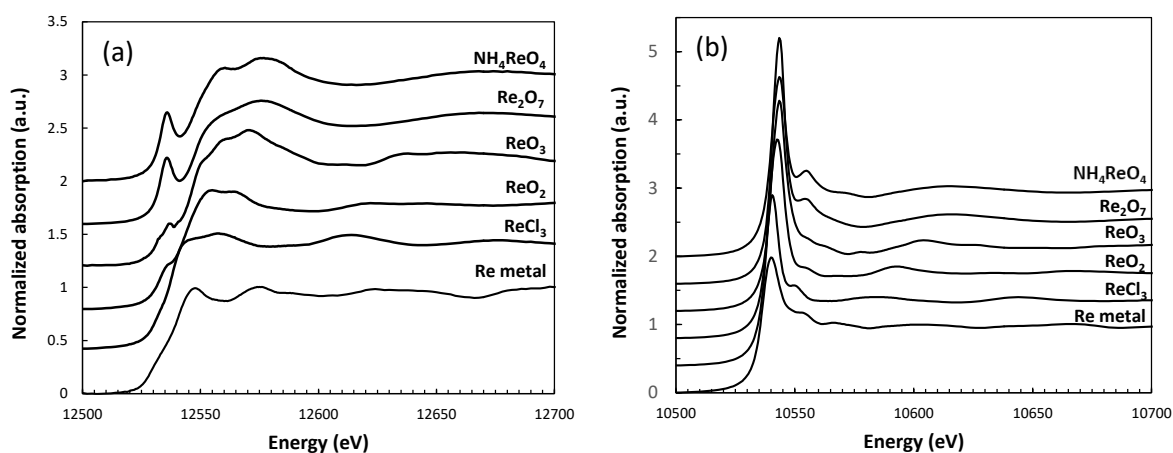 (a)
Normalized absorption (a.u.)
3.5
3
2.5
2
1.5
1
0.5
0
NH₄ReO₄
Re₂O₇
ReO₃
ReO₂
ReCl₃
Re metal
12500
12550
12600
12650
12700
Energy (eV)
(b)
Normalized absorption (a.u.)
5
4
3
2
1
0
NH₄ReO₄
Re₂O₇
ReO₃
ReO₂
ReCl₃
Re metal
10500
10550
10600
10650
10700
Energy (eV)